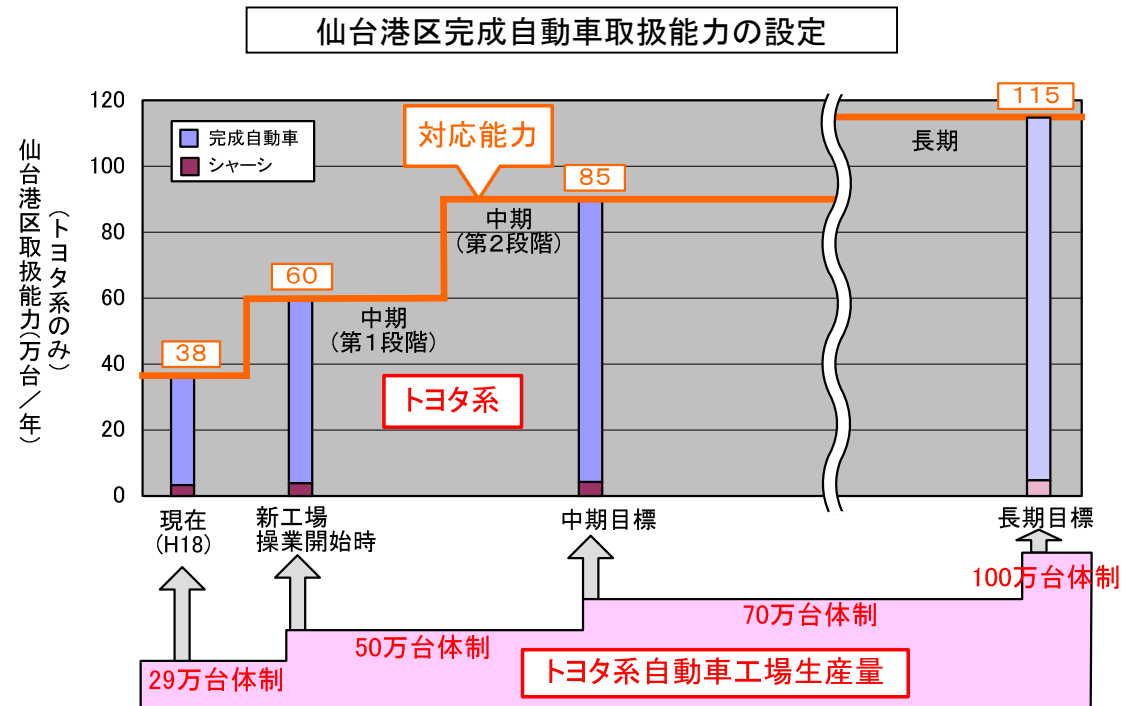 仙台港区完成自動車取扱能力の設定
仙台港区取扱能力(万台／年)
(トヨタ系のみ)
120
100
80
60
40
20
0
完成自動車
シャーシ
対応能力
38
60
85
115
中期
(第1段階)
中期
(第2段階)
長期
トヨタ系
現在
(H18)
新工場
操業開始時
中期目標
長期目標
29万台体制
50万台体制
70万台体制
100万台体制
トヨタ系自動車工場生産量